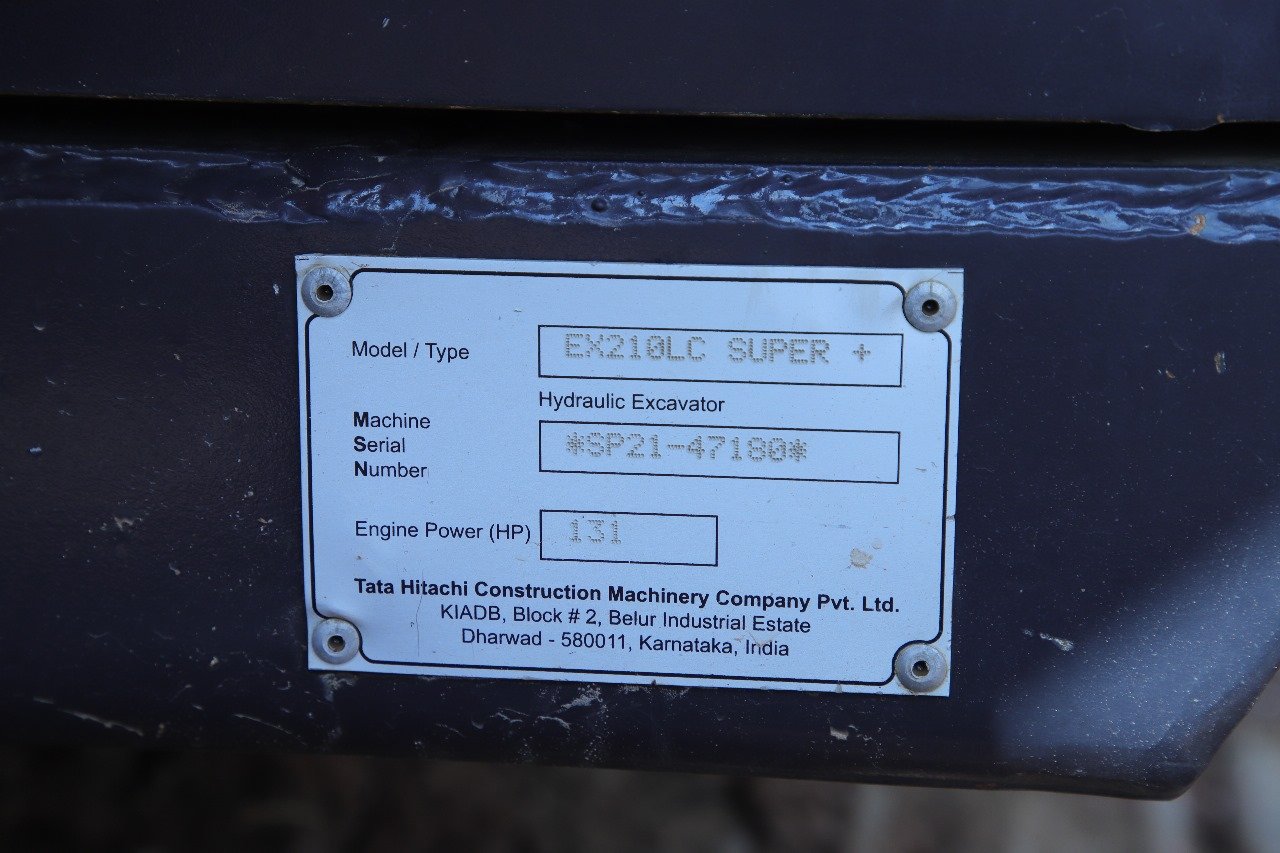 Model / Type EX210LC SUPER +
Hydraulic Excavator
Machine
Serial *SP21-47180*
Number
Engine Power (HP) 131
Tata Hitachi Construction Machinery Company Pvt. Ltd.
KIADB, Block # 2, Belur Industrial Estate
Dharwad - 580011, Karnataka, India